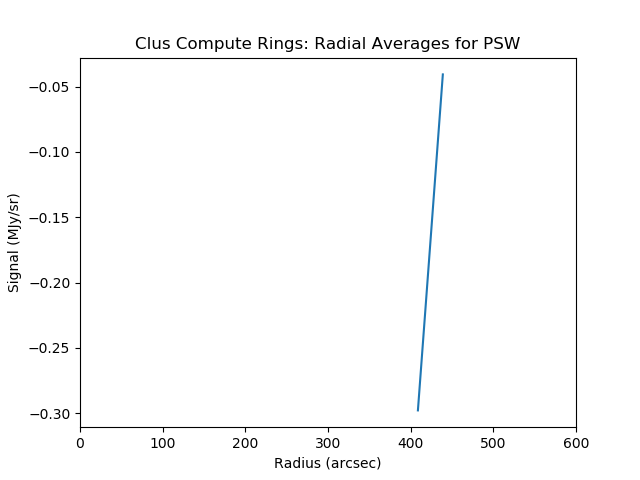 Clus Compute Rings: Radial Averages for PSW
Signal (MJy/sr)
−0.05
−0.10
−0.15
−0.20
−0.25
−0.30
0 100 200 300 400 500 600
Radius (arcsec)